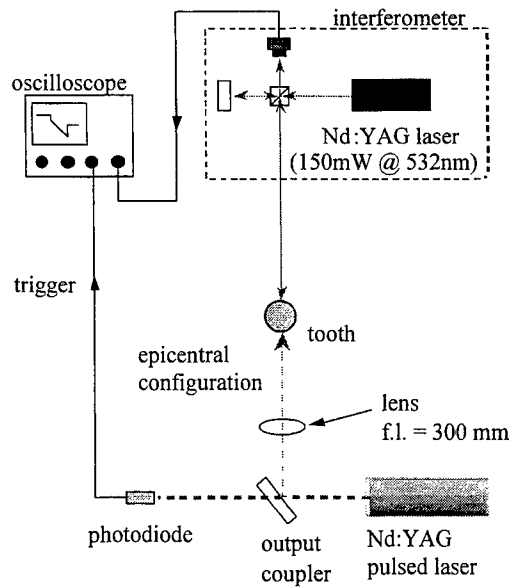 interferometer
oscilloscope
Nd:YAG laser
(150mW @ 532nm)
trigger
tooth
epicentral
configuration
lens
f.l. = 300 mm
photodiode
output
coupler
Nd:YAG
pulsed laser